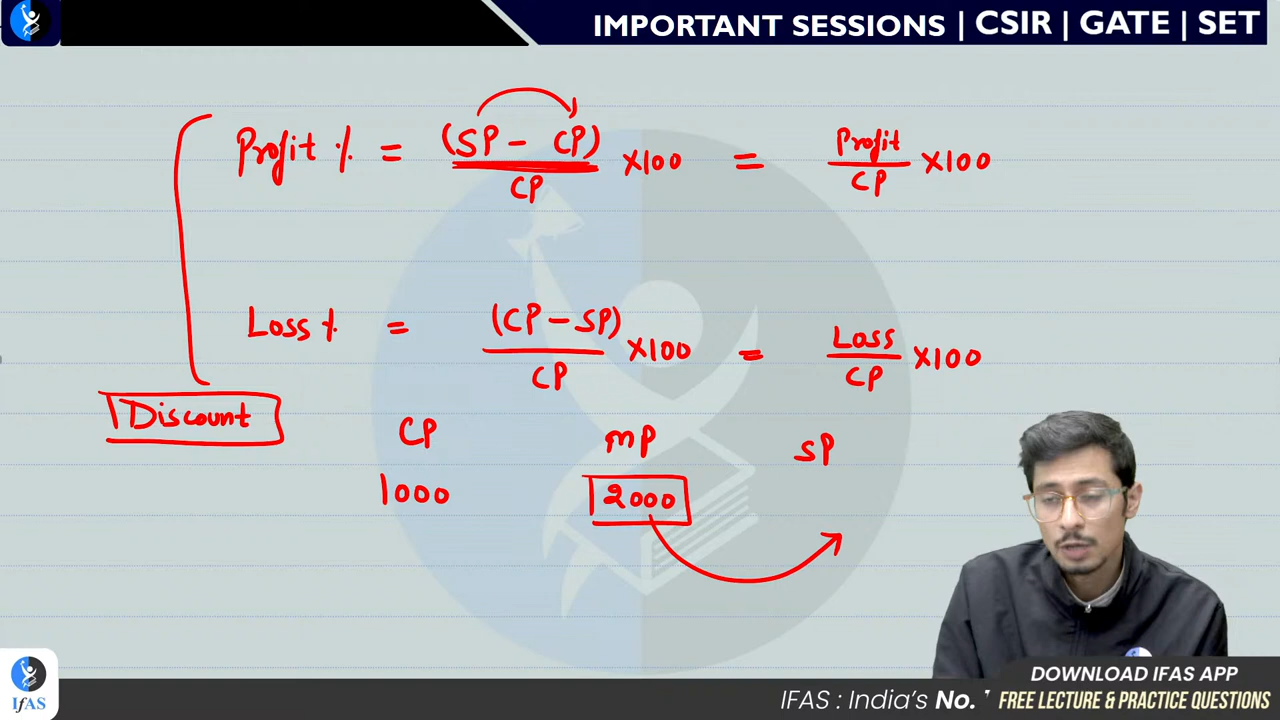 IMPORTANT SESSIONS | CSIR | GATE | SET
Profit % = (SP - CP) / CP ×100 = Profit / CP ×100
Loss % = (CP - SP) / CP ×100 = Loss / CP ×100
Discount
CP MP SP
1000 2000
IFAS
DOWNLOAD IFAS APP
IFAS : India's No. FREE LECTURE & PRACTICE QUESTIONS